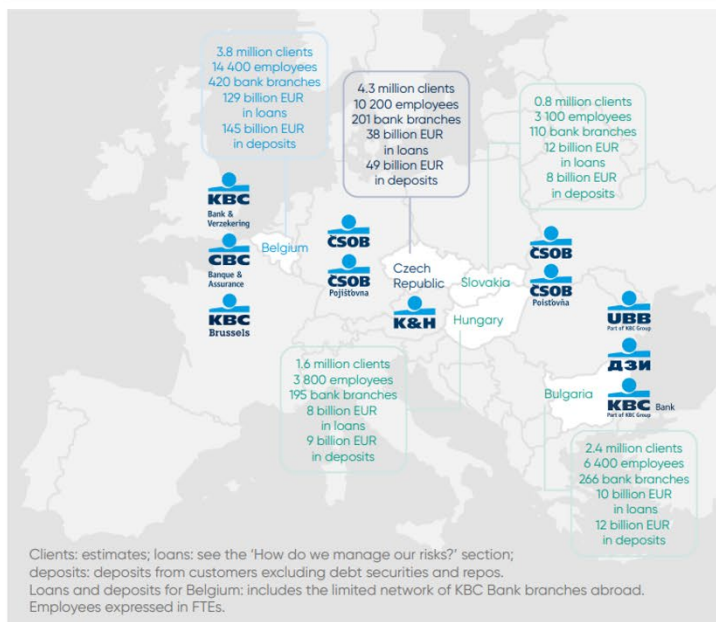 3.8 million clients
14 400 employees
420 bank branches
129 billion EUR
in loans
145 billion EUR
in deposits
4.3 million clients
10 200 employees
201 bank branches
38 billion EUR
in loans
49 billion EUR
in deposits
0.8 million clients
3 100 employees
110 bank branches
12 billion EUR
in loans
8 billion EUR
in deposits
KBC
Bank &
Verzekering
CBC
Banque &
Assurance
KBC
Brussels
Belgium
ČSOB
ČSOB
Pojišťovna
Czech
Republic
K&H
Slovakia
Hungary
ČSOB
ČSOB
Poisťovňa
UBB
Part of KBC Group
ДЗИ
Bulgaria
KBC Bank
Part of KBC Group
1.6 million clients
3 800 employees
195 bank branches
8 billion EUR
in loans
9 billion EUR
in deposits
2.4 million clients
6 400 employees
266 bank branches
10 billion EUR
in loans
12 billion EUR
in deposits
Clients: estimates; loans: see the 'How do we manage our risks?' section;
deposits: deposits from customers excluding debt securities and repos.
Loans and deposits for Belgium: includes the limited network of KBC Bank branches abroad.
Employees expressed in FTEs.